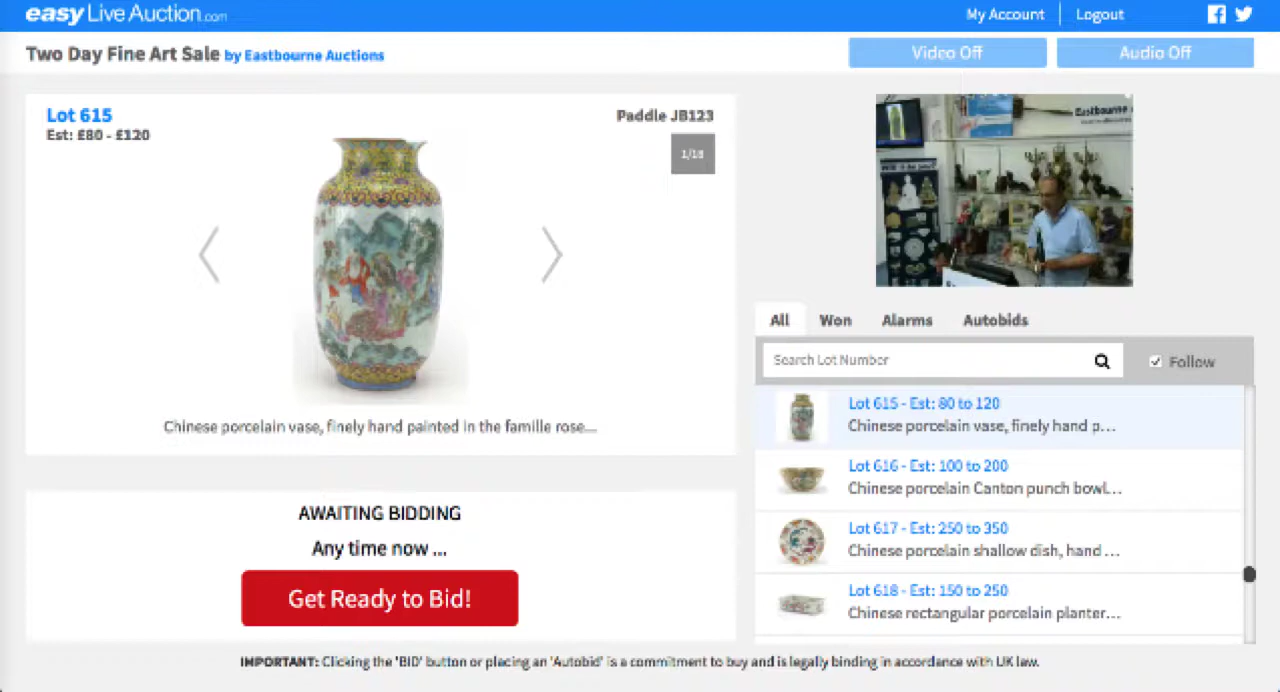 easy Live Auction.com
My Account
Logout
Two Day Fine Art Sale by Eastbourne Auctions
Video Off
Audio Off
Lot 615
Est: £80 - £120
Paddle JB123
1/18
Chinese porcelain vase, finely hand painted in the famille rose...
AWAITING BIDDING
Any time now ...
Get Ready to Bid!
Eastbourne
All
Won
Alarms
Autobids
Search Lot Number
Follow
Lot 615 - Est: 80 to 120
Chinese porcelain vase, finely hand p...
Lot 616 - Est: 100 to 200
Chinese porcelain Canton punch bowl...
Lot 617 - Est: 250 to 350
Chinese porcelain shallow dish, hand ...
Lot 618 - Est: 150 to 250
Chinese rectangular porcelain planter...
IMPORTANT: Clicking the 'BID' button or placing an 'Autobid' is a commitment to buy and is legally binding in accordance with UK law.